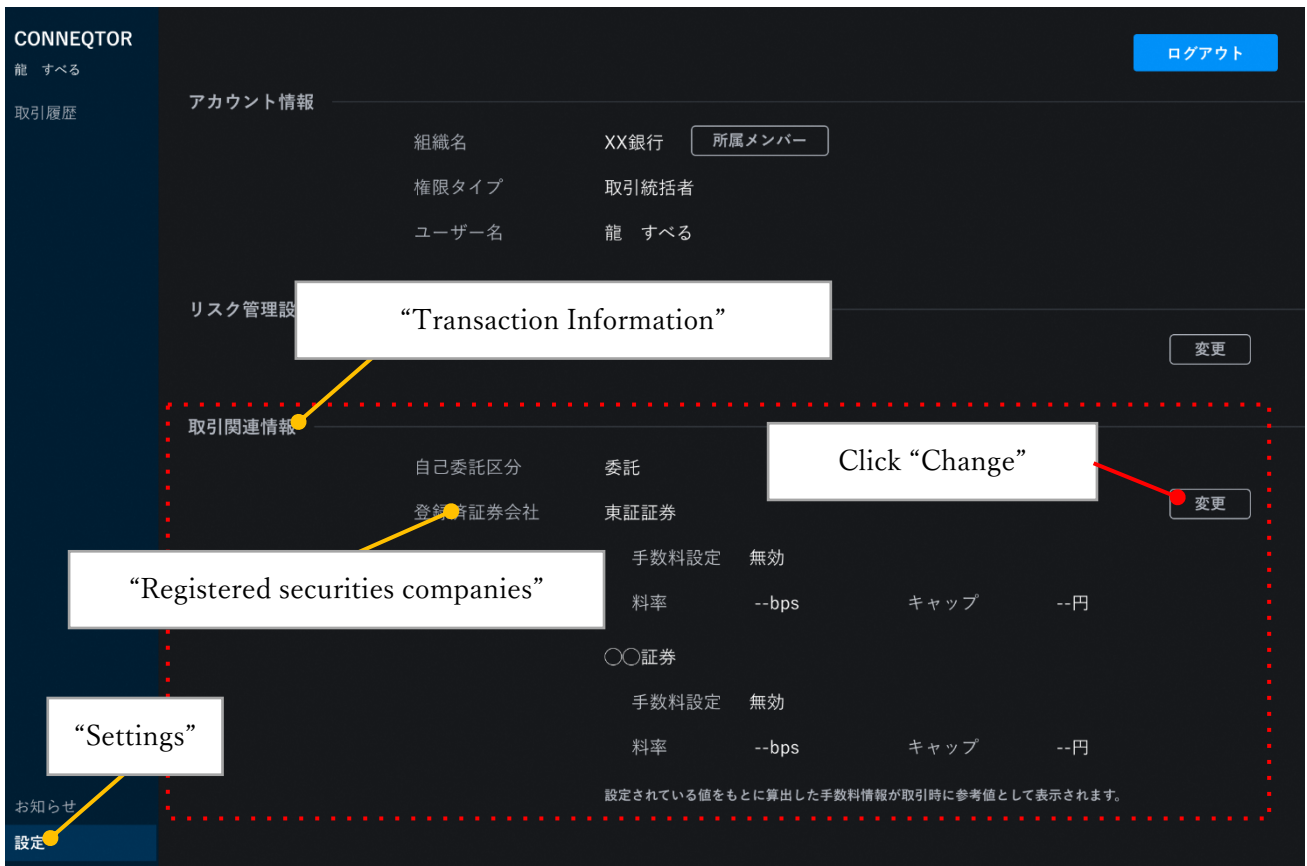 CONNEQTOR
龍 すべる
取引履歴
ログアウト
アカウント情報
組織名 XX銀行 所属メンバー
権限タイプ 取引統括者
ユーザー名 龍 すべる
リスク管理設
“Transaction Information”
変更
取引関連情報
自己委託区分 委託
Click “Change”
変更
登録済証券会社 東証証券
手数料設定 無効
“Registered securities companies”
料率 --bps キャップ --円
〇〇証券
手数料設定 無効
“Settings”
料率 --bps キャップ --円
設定されている値をもとに算出した手数料情報が取引時に参考値として表示されます。
お知らせ
設定